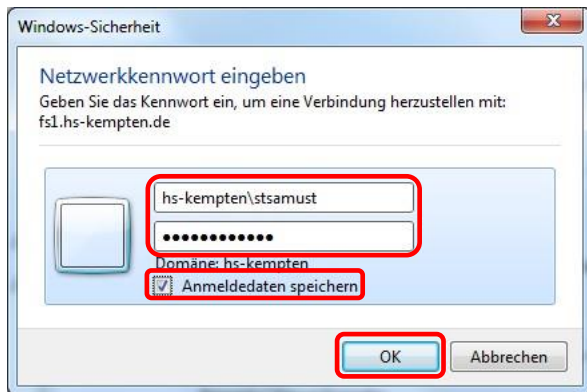 Windows-Sicherheit
Netzwerkkennwort eingeben
Geben Sie das Kennwort ein, um eine Verbindung herzustellen mit:
fs1.hs-kempten.de
hs-kempten\stsamust
●●●●●●●●●●●●
Domäne: hs-kempten
Anmeldedaten speichern
OK Abbrechen